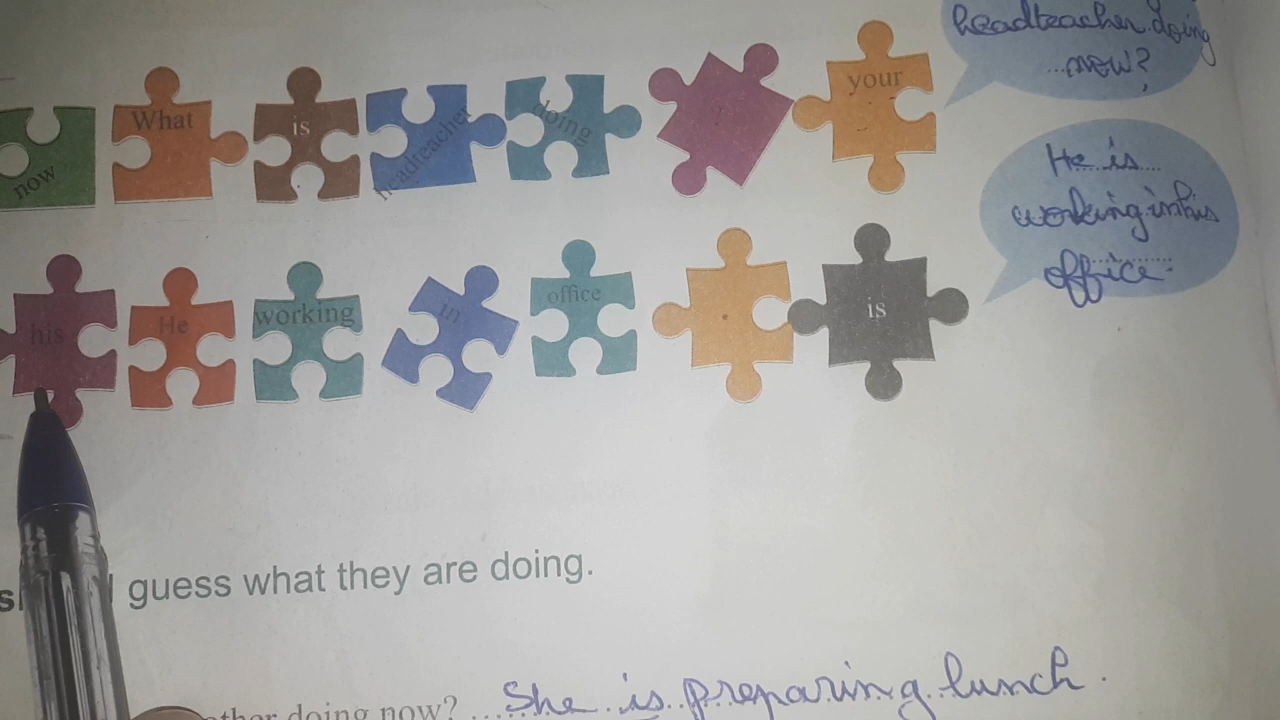 headteacher doing
...now?
now What is headteacher doing ? your
He is....
working in his
office.
his He working in office . is
guess what they are doing.
doing now? ... She is preparing lunch.